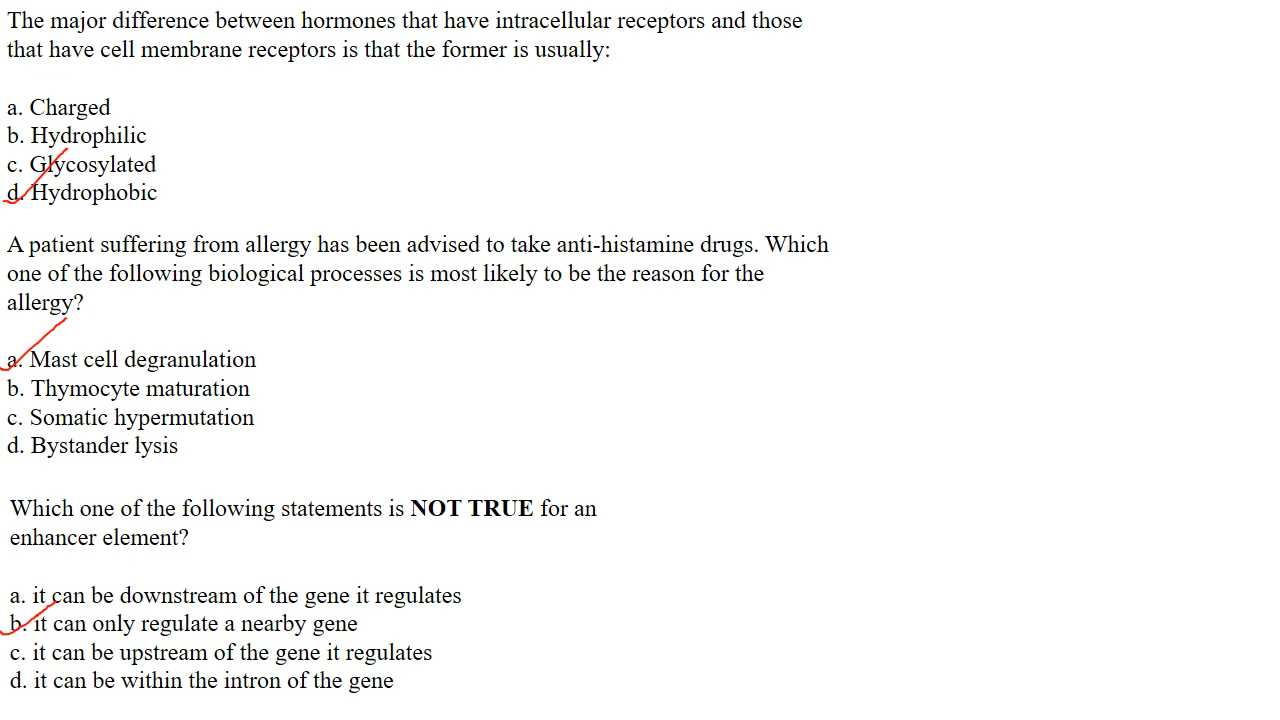 The major difference between hormones that have intracellular receptors and those
that have cell membrane receptors is that the former is usually:
a. Charged
b. Hydrophilic
c. Glycosylated
d. Hydrophobic
A patient suffering from allergy has been advised to take anti-histamine drugs. Which
one of the following biological processes is most likely to be the reason for the
allergy?
a. Mast cell degranulation
b. Thymocyte maturation
c. Somatic hypermutation
d. Bystander lysis
Which one of the following statements is NOT TRUE for an
enhancer element?
a. it can be downstream of the gene it regulates
b. it can only regulate a nearby gene
c. it can be upstream of the gene it regulates
d. it can be within the intron of the gene